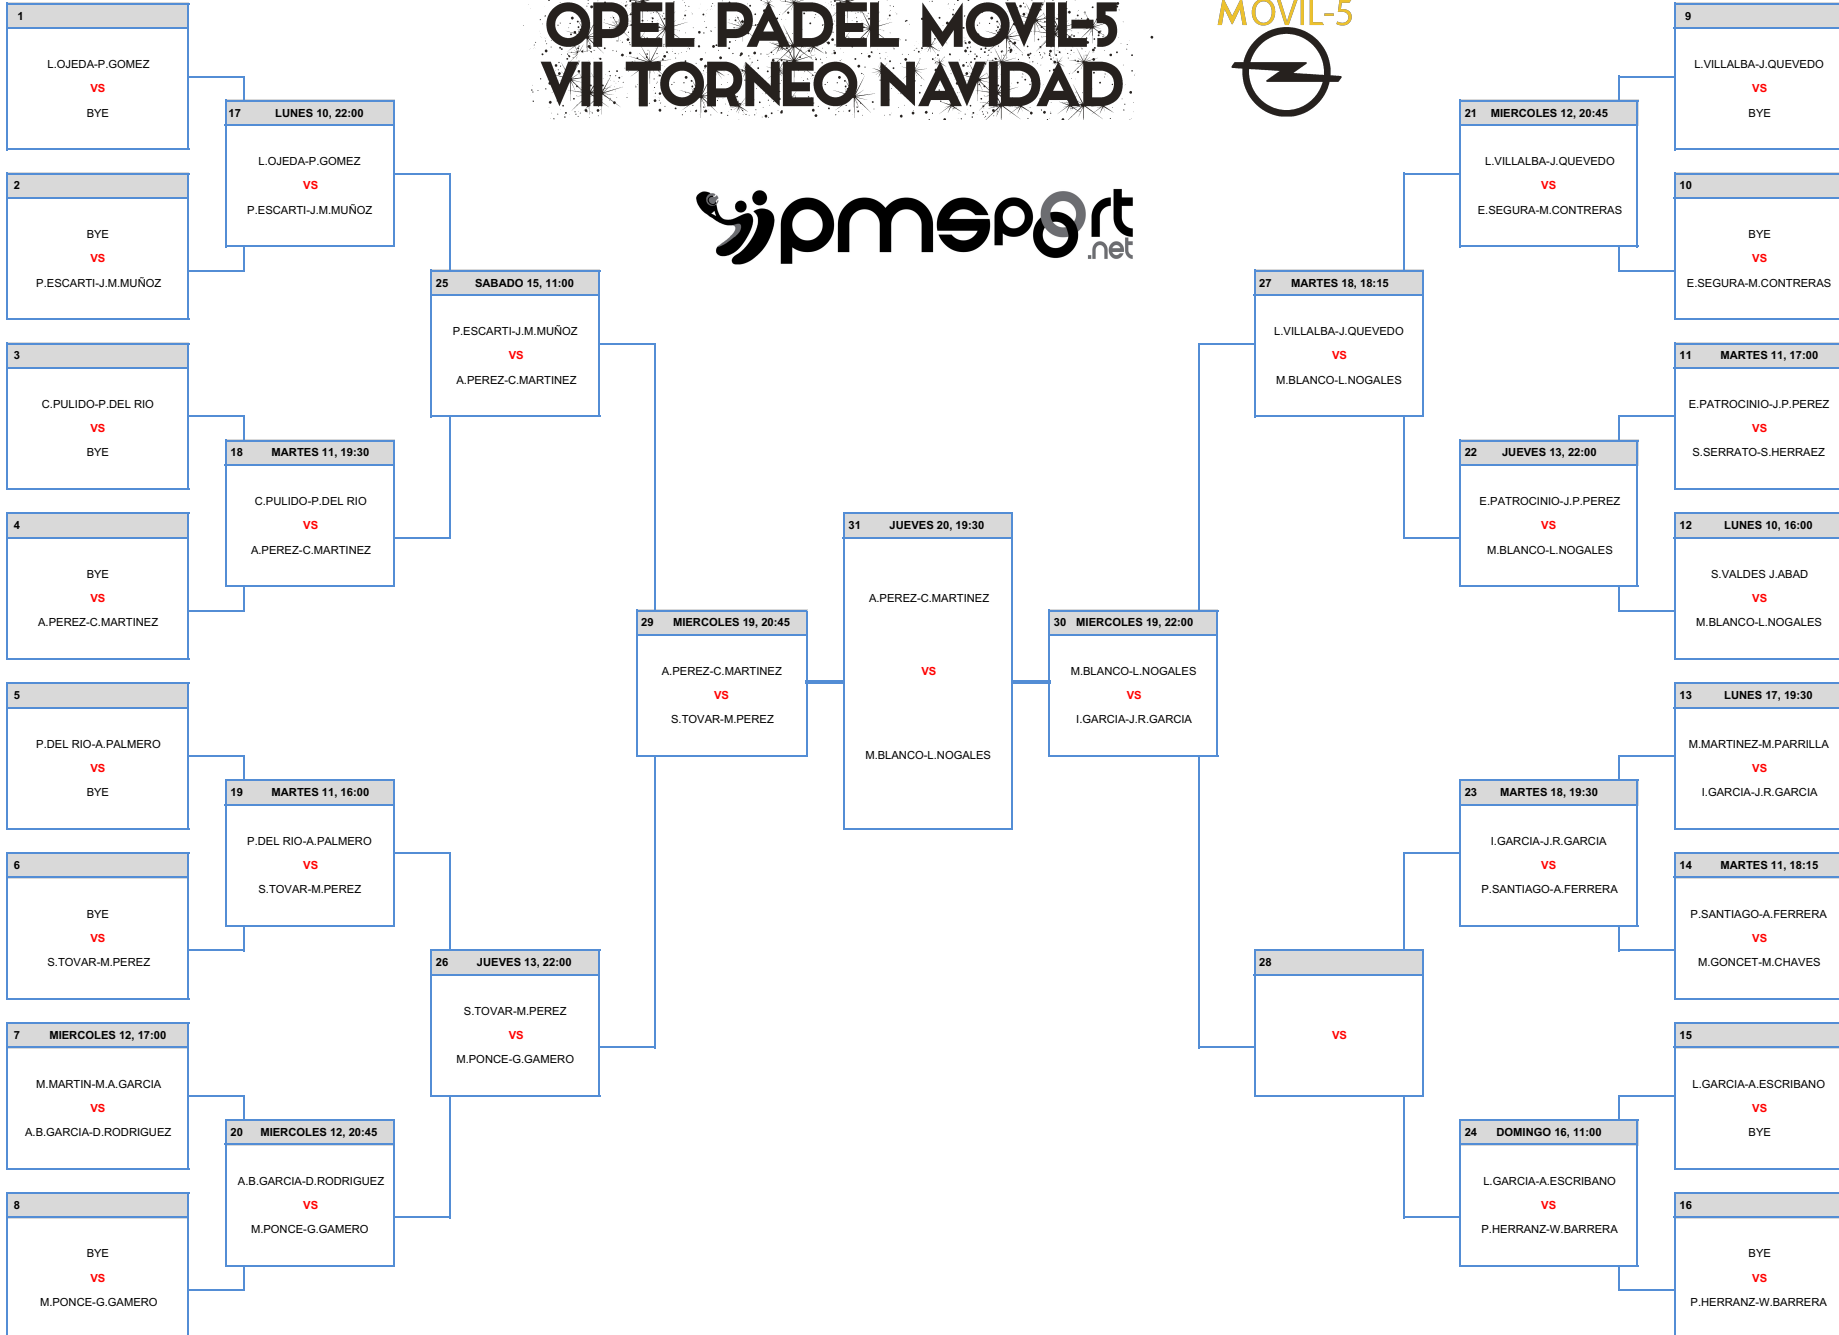 OPEL PADEL MOVIL-5
VII TORNEO NAVIDAD
MOVIL-5
pmsport
.net
1
L.OJEDA-P.GOMEZ
VS
BYE
2
BYE
VS
P.ESCARTI-J.M.MUÑOZ
3
C.PULIDO-P.DEL RIO
VS
BYE
4
BYE
VS
A.PEREZ-C.MARTINEZ
5
P.DEL RIO-A.PALMERO
VS
BYE
6
BYE
VS
S.TOVAR-M.PEREZ
7 MIERCOLES 12, 17:00
M.MARTIN-M.A.GARCIA
VS
A.B.GARCIA-D.RODRIGUEZ
8
BYE
VS
M.PONCE-G.GAMERO
17 LUNES 10, 22:00
L.OJEDA-P.GOMEZ
VS
P.ESCARTI-J.M.MUÑOZ
18 MARTES 11, 19:30
C.PULIDO-P.DEL RIO
VS
A.PEREZ-C.MARTINEZ
19 MARTES 11, 16:00
P.DEL RIO-A.PALMERO
VS
S.TOVAR-M.PEREZ
20 MIERCOLES 12, 20:45
A.B.GARCIA-D.RODRIGUEZ
VS
M.PONCE-G.GAMERO
25 SABADO 15, 11:00
P.ESCARTI-J.M.MUÑOZ
VS
A.PEREZ-C.MARTINEZ
26 JUEVES 13, 22:00
S.TOVAR-M.PEREZ
VS
M.PONCE-G.GAMERO
29 MIERCOLES 19, 20:45
A.PEREZ-C.MARTINEZ
VS
S.TOVAR-M.PEREZ
31 JUEVES 20, 19:30
A.PEREZ-C.MARTINEZ
VS
M.BLANCO-L.NOGALES
30 MIERCOLES 19, 22:00
M.BLANCO-L.NOGALES
VS
I.GARCIA-J.R.GARCIA
27 MARTES 18, 18:15
L.VILLALBA-J.QUEVEDO
VS
M.BLANCO-L.NOGALES
28
VS
21 MIERCOLES 12, 20:45
L.VILLALBA-J.QUEVEDO
VS
E.SEGURA-M.CONTRERAS
22 JUEVES 13, 22:00
E.PATROCINIO-J.P.PEREZ
VS
M.BLANCO-L.NOGALES
23 MARTES 18, 19:30
I.GARCIA-J.R.GARCIA
VS
P.SANTIAGO-A.FERRERA
24 DOMINGO 16, 11:00
L.GARCIA-A.ESCRIBANO
VS
P.HERRANZ-W.BARRERA
9
L.VILLALBA-J.QUEVEDO
VS
BYE
10
BYE
VS
E.SEGURA-M.CONTRERAS
11 MARTES 11, 17:00
E.PATROCINIO-J.P.PEREZ
VS
S.SERRATO-S.HERRAEZ
12 LUNES 10, 16:00
S.VALDES J.ABAD
VS
M.BLANCO-L.NOGALES
13 LUNES 17, 19:30
M.MARTINEZ-M.PARRILLA
VS
I.GARCIA-J.R.GARCIA
14 MARTES 11, 18:15
P.SANTIAGO-A.FERRERA
VS
M.GONCET-M.CHAVES
15
L.GARCIA-A.ESCRIBANO
VS
BYE
16
BYE
VS
P.HERRANZ-W.BARRERA